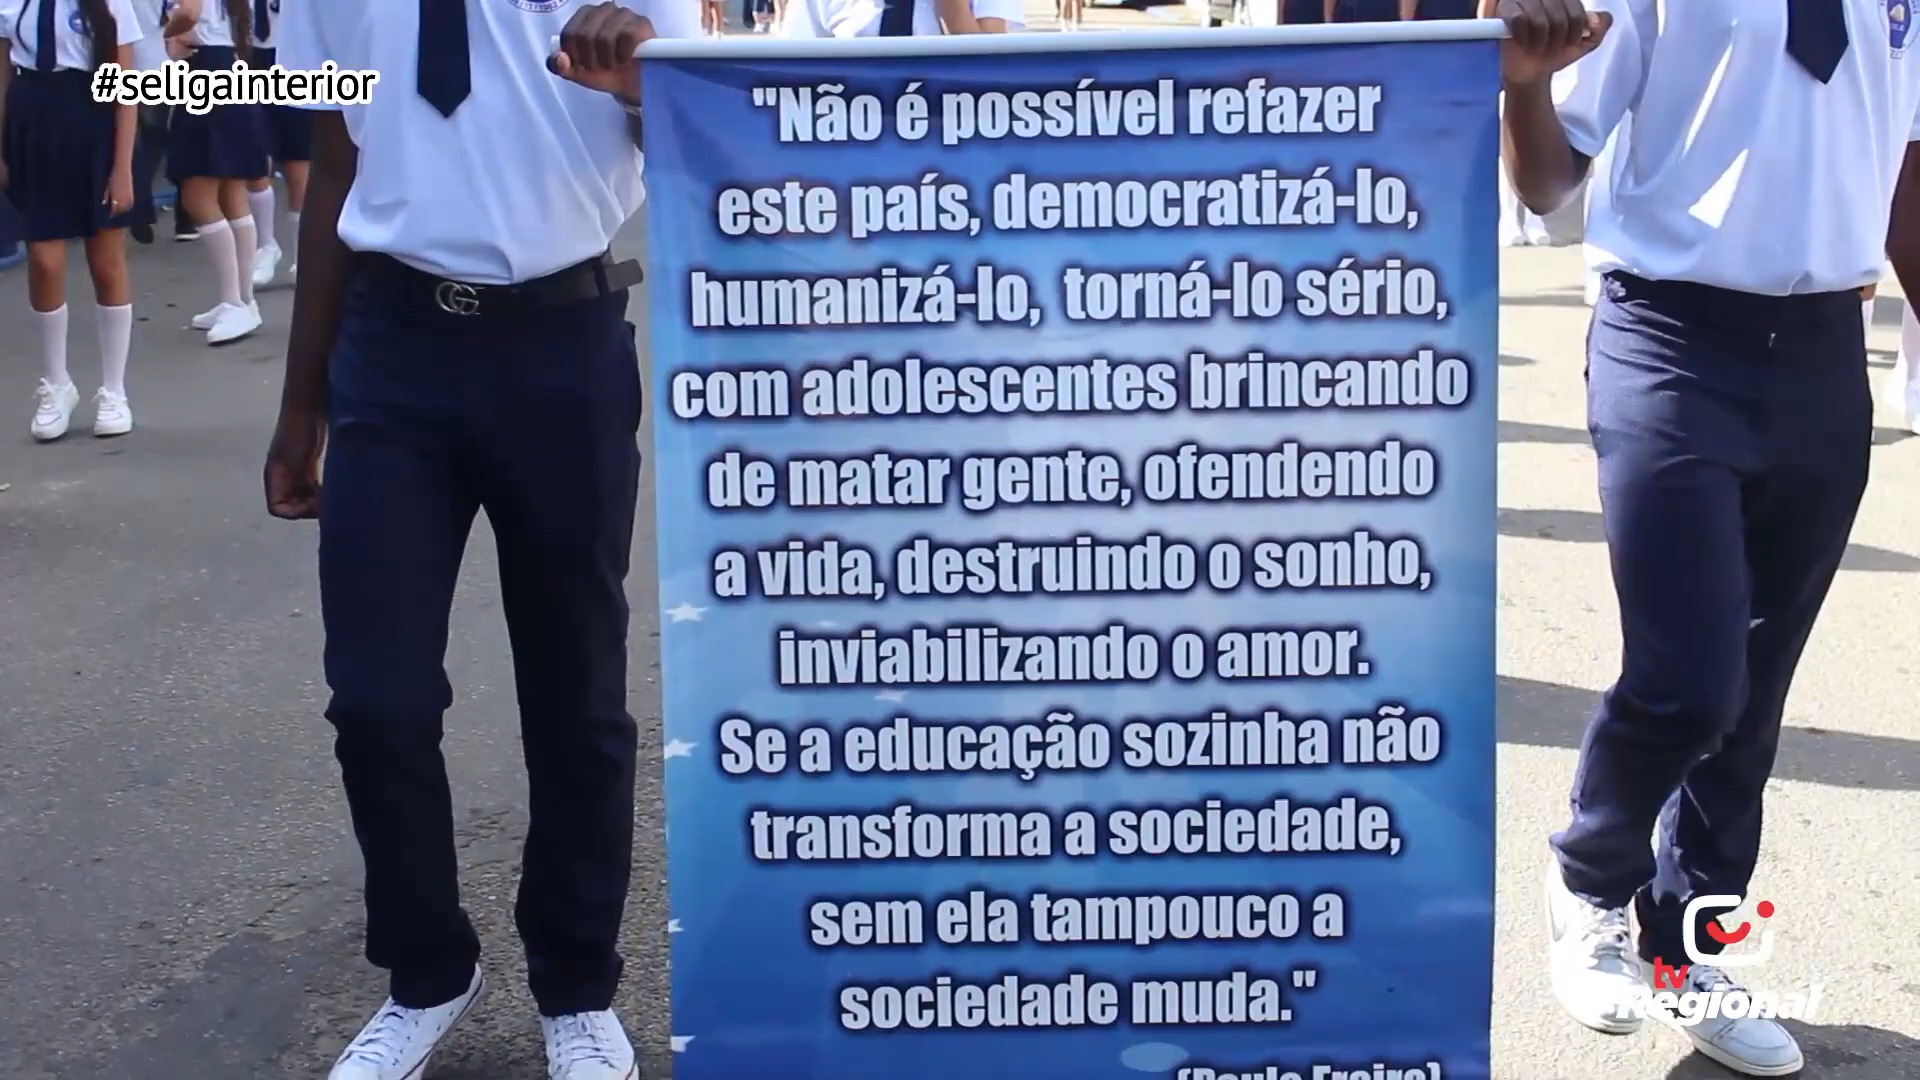 #seligainterior
"Não é possível refazer
este país, democratizá-lo,
humanizá-lo, torná-lo sério,
com adolescentes brincando
de matar gente, ofendendo
a vida, destruindo o sonho,
inviabilizando o amor.
Se a educação sozinha não
transforma a sociedade,
sem ela tampouco a
sociedade muda."
(Paulo Freire)
tv
Regional